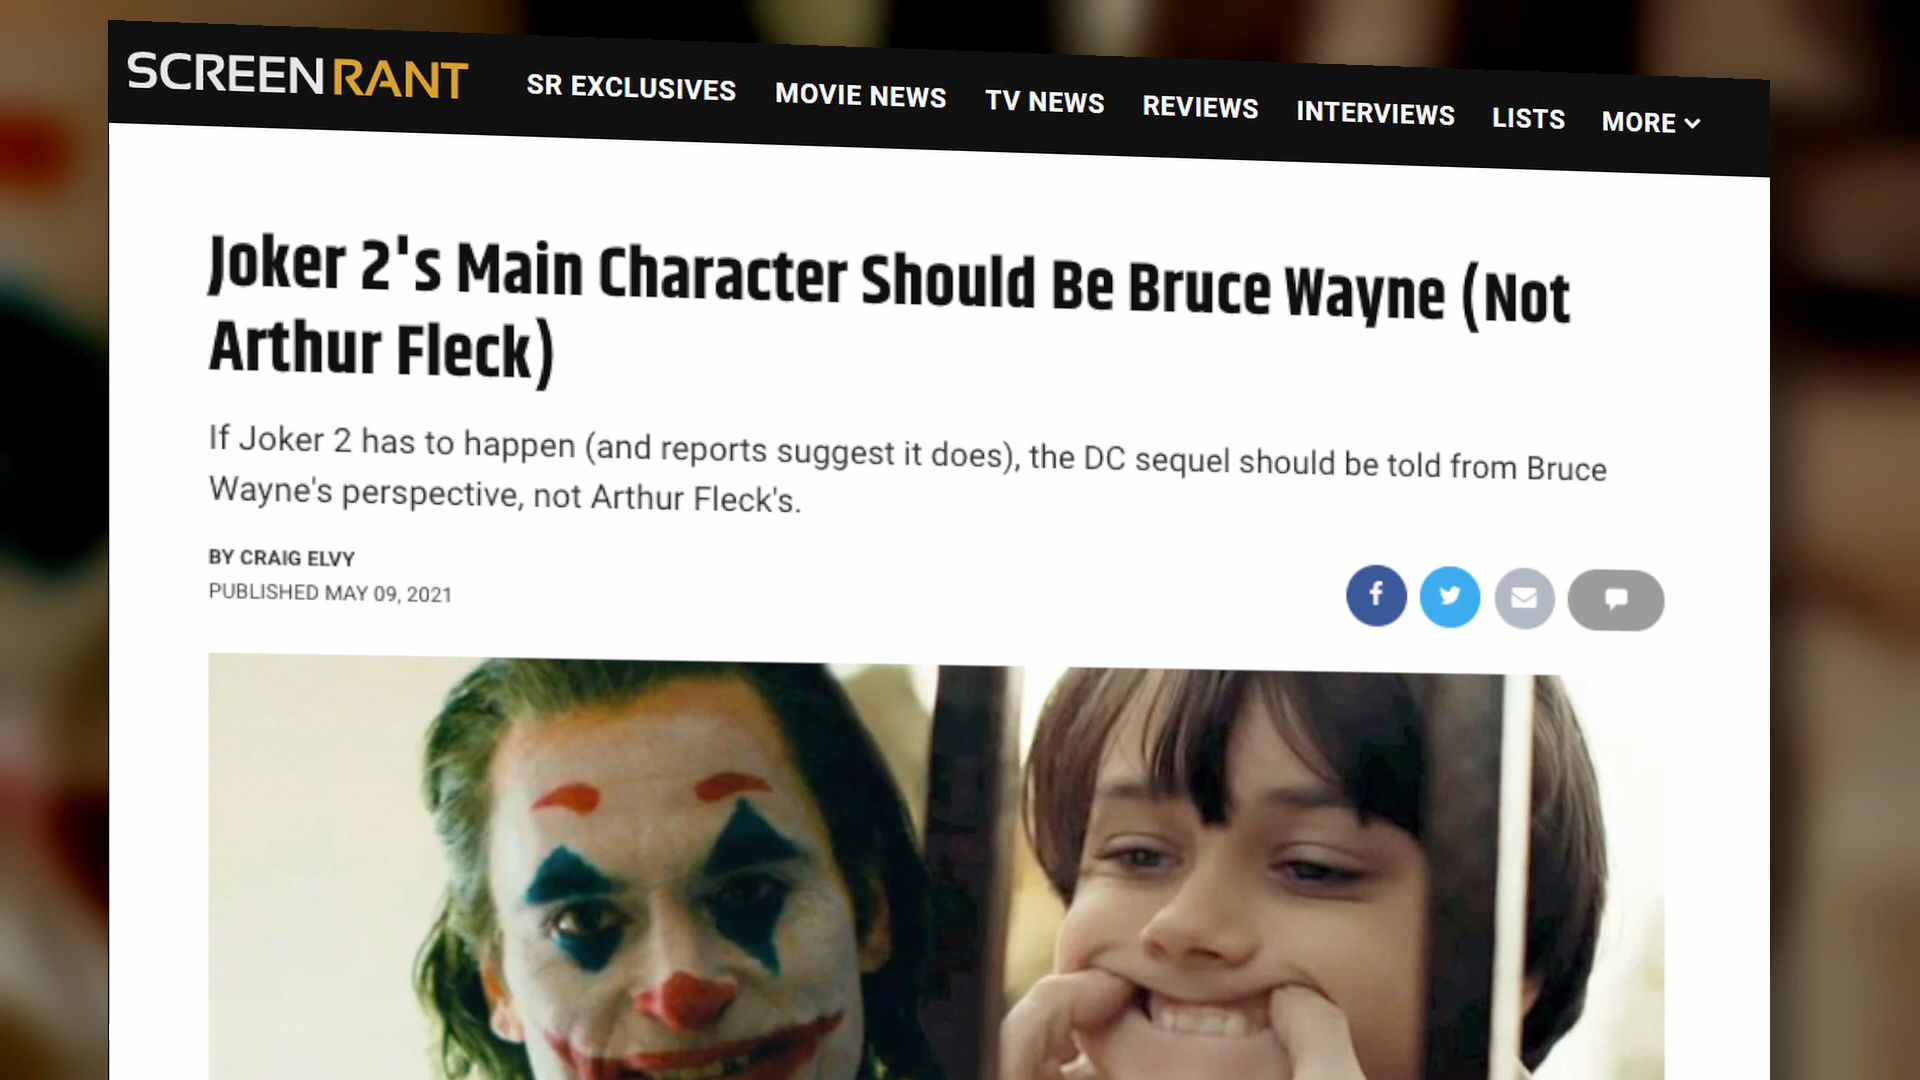 SCREENRANT
SR EXCLUSIVES MOVIE NEWS TV NEWS REVIEWS INTERVIEWS LISTS MORE
Joker 2's Main Character Should Be Bruce Wayne (Not
Arthur Fleck)
If Joker 2 has to happen (and reports suggest it does), the DC sequel should be told from Bruce
Wayne's perspective, not Arthur Fleck's.
BY CRAIG ELVY
PUBLISHED MAY 09, 2021